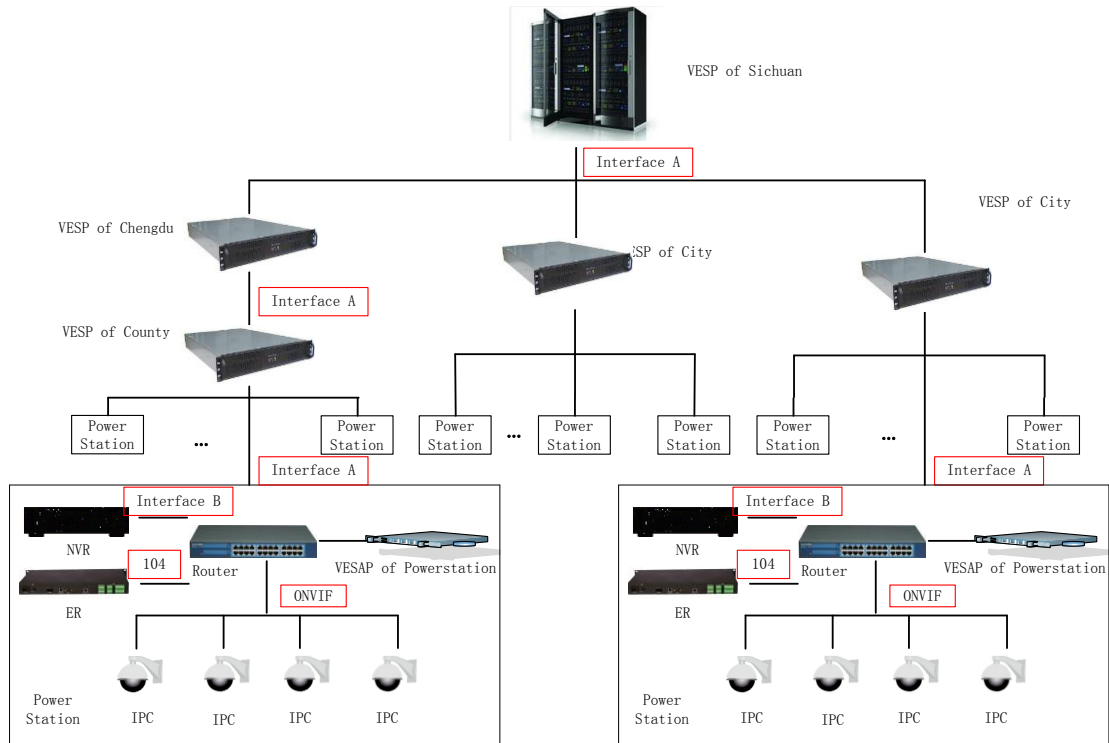 VESP of Sichuan
Interface A
VESP of City
VESP of Chengdu
ESP of City
Interface A
VESP of County
Power
Station
...
Power
Station
Power
Station
...
Power
Station
Power
Station
Power
Station
...
Power
Station
Interface A
Interface A
Interface B
NVR
104
Router
VESAP of Powerstation
ER
ONVIF
Power
Station
IPC
IPC
IPC
IPC
Interface B
NVR
104
Router
VESAP of Powerstation
ER
ONVIF
Power
Station
IPC
IPC
IPC
IPC